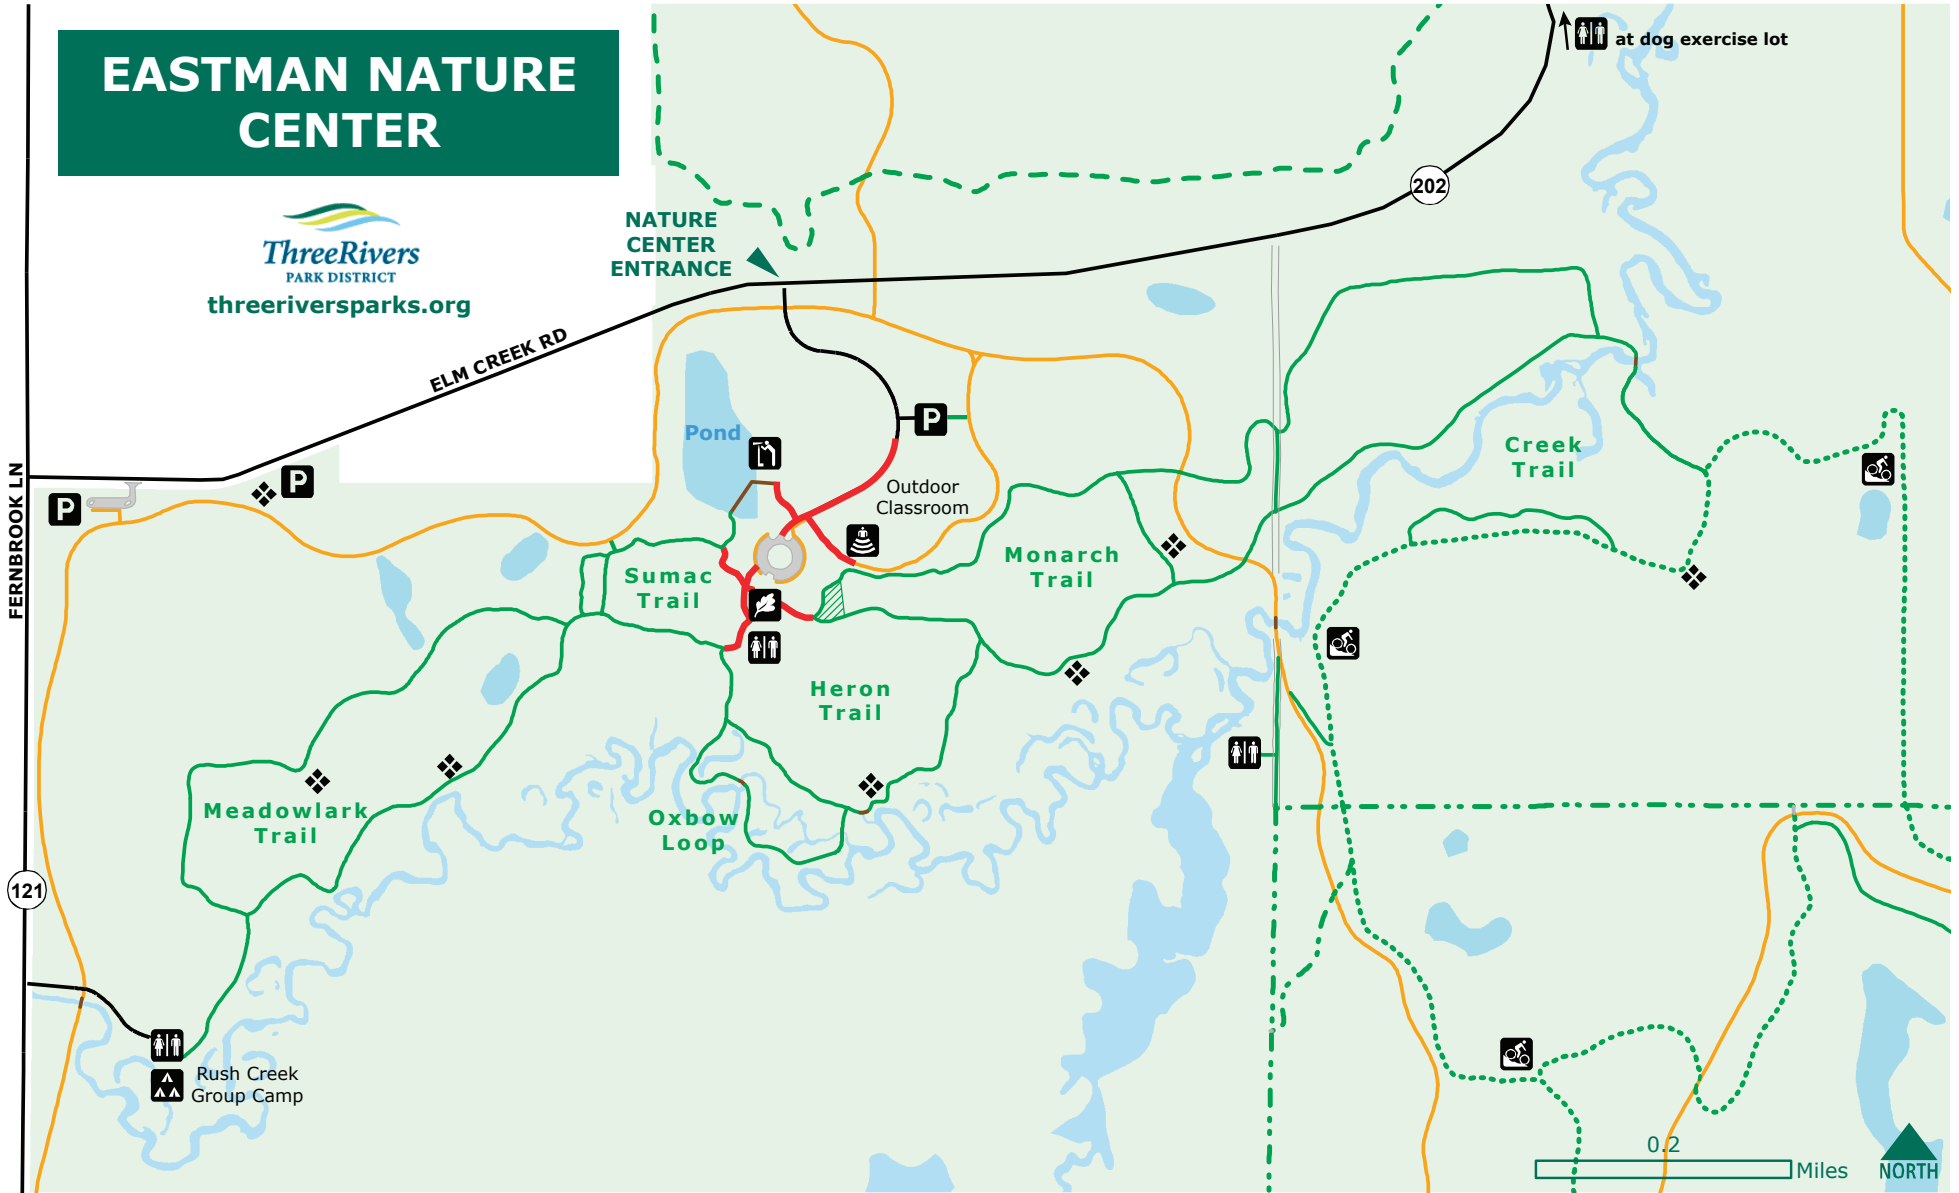 EASTMAN NATURE
CENTER
ThreeRivers
PARK DISTRICT
threeriversparks.org
NATURE
CENTER
ENTRANCE
at dog exercise lot
202
ELM CREEK RD
FERNBROOK LN
121
P
P
P
Pond
Outdoor
Classroom
Creek
Trail
Monarch
Trail
Sumac
Trail
Heron
Trail
Meadowlark
Trail
Oxbow
Loop
Rush Creek
Group Camp
0.2
Miles
NORTH